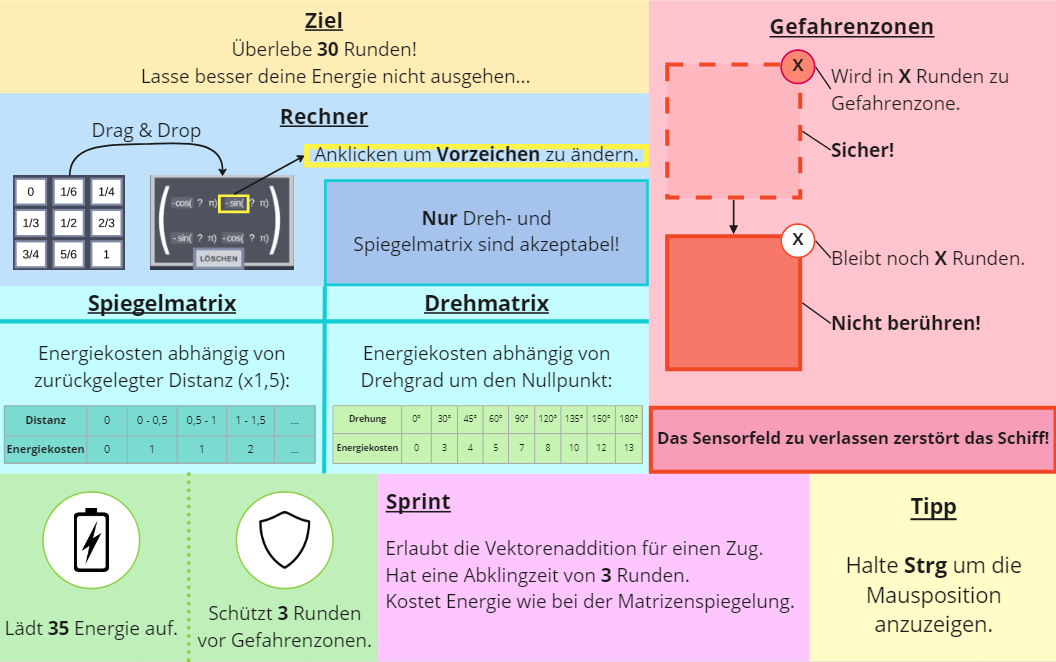 Ziel
Überlebe 30 Runden!
Lasse besser deine Energie nicht ausgehen...
Rechner
Drag & Drop
Anklicken um Vorzeichen zu ändern.
0 1/6 1/4
1/3 1/2 2/3
3/4 5/6 1
-cos( ? π) -sin( ? π)
-sin( ? π) -cos( ? π)
LÖSCHEN
Nur Dreh- und
Spiegelmatrix sind akzeptabel!
Spiegelmatrix
Energiekosten abhängig von
zurückgelegter Distanz (x1,5):
Distanz 0 0 - 0,5 0,5 - 1 1 - 1,5 ...
Energiekosten 0 1 1 2 ...
Drehmatrix
Energiekosten abhängig von
Drehgrad um den Nullpunkt:
Drehung 0° 30° 45° 60° 90° 120° 135° 150° 180°
Energiekosten 0 3 4 5 7 8 10 12 13
Gefahrenzonen
X
Wird in X Runden zu
Gefahrenzone.
Sicher!
X
Bleibt noch X Runden.
Nicht berühren!
Das Sensorfeld zu verlassen zerstört das Schiff!
Lädt 35 Energie auf.
Schützt 3 Runden
vor Gefahrenzonen.
Sprint
Erlaubt die Vektorenaddition für einen Zug.
Hat eine Abklingzeit von 3 Runden.
Kostet Energie wie bei der Matrizenspiegelung.
Tipp
Halte Strg um die
Mausposition
anzuzeigen.